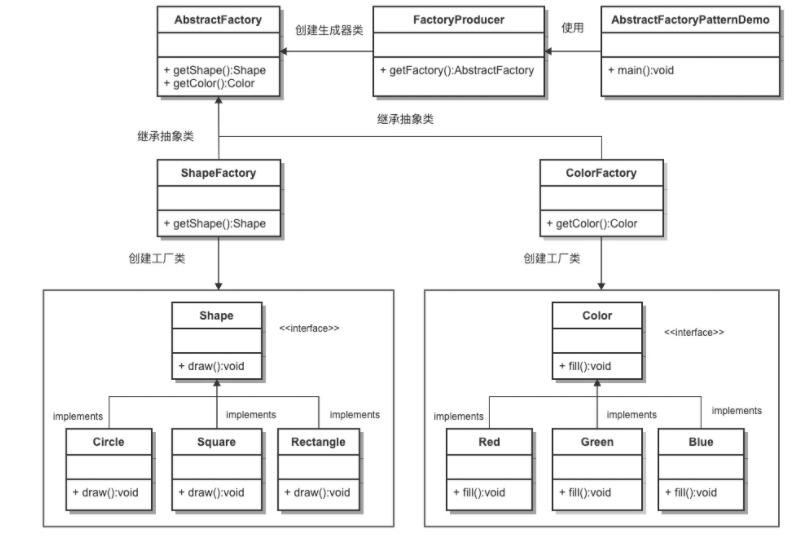 AbstractFactory
+ getShape():Shape
+ getColor():Color
创建生成器类
FactoryProducer
+ getFactory():AbstractFactory
使用
AbstractFactoryPatternDemo
+ main():void
继承抽象类
继承抽象类
ShapeFactory
+ getShape():Shape
ColorFactory
+ getColor():Color
创建工厂类
创建工厂类
Shape
+ draw():void
<<interface>>
implements
implements
implements
Circle
+ draw():void
Square
+ draw():void
Rectangle
+ draw():void
Color
+ fill():void
<<interface>>
implements
implements
implements
Red
+ fill():void
Green
+ fill():void
Blue
+ fill():void